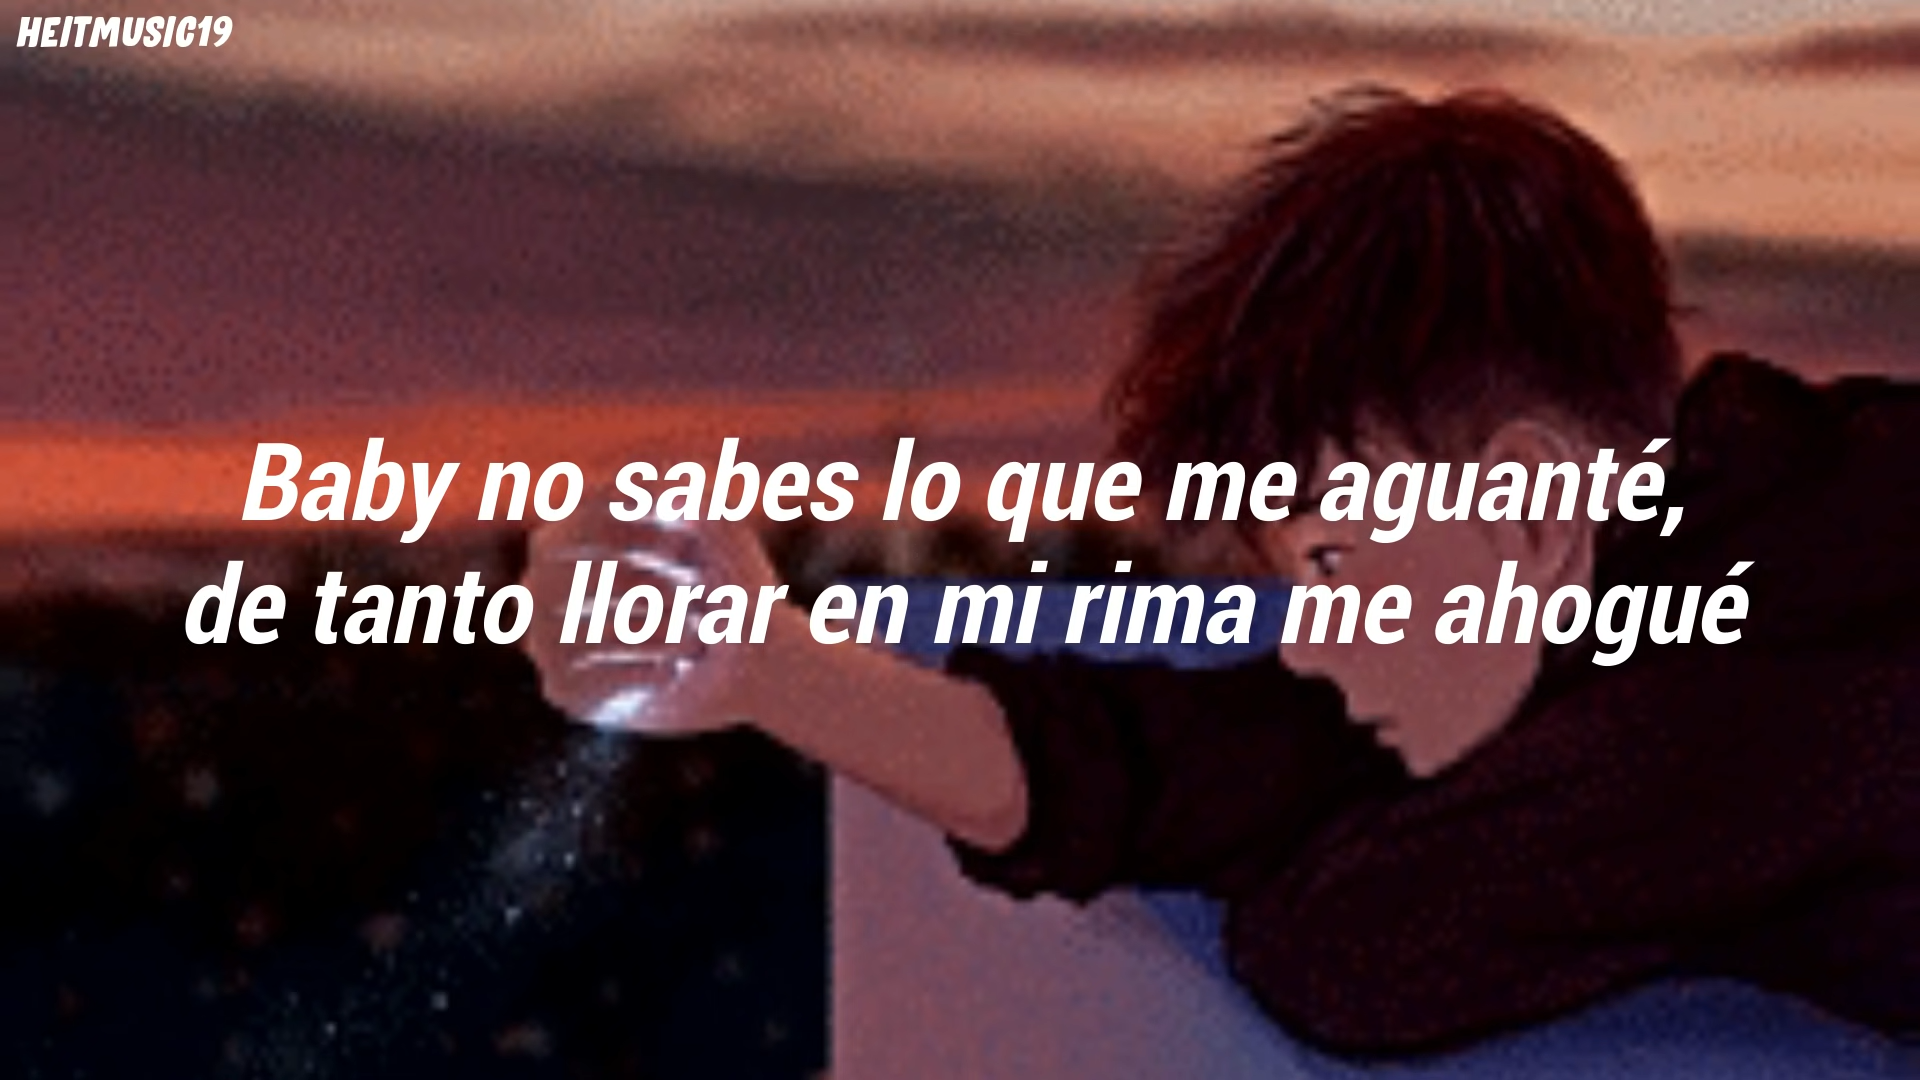 HEITMUSIC19
Baby no sabes lo que me aguanté,
de tanto llorar en mi rima me ahogué